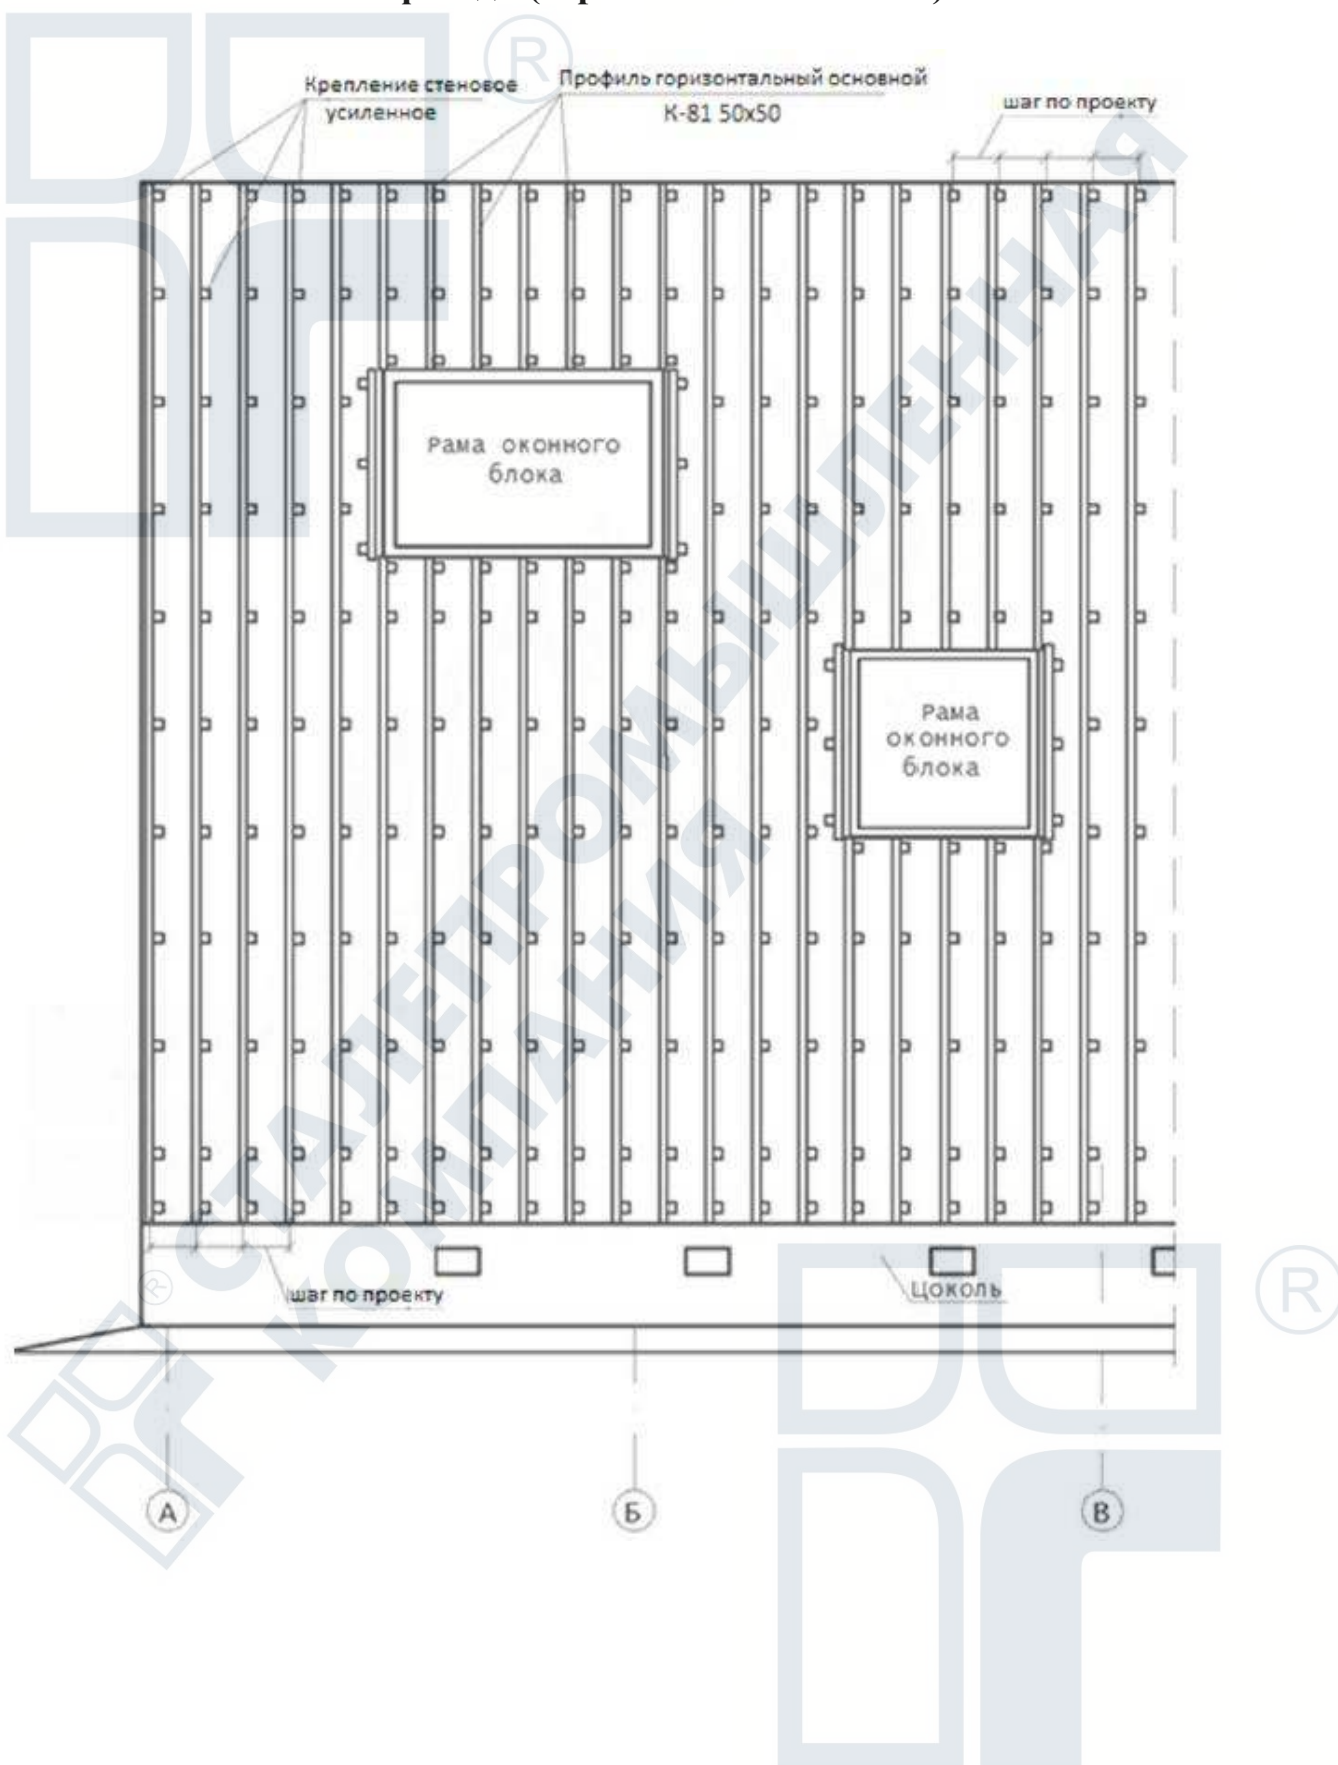 Крепление стеновое
усиленное
Профиль горизонтальный основной
К-81 50х50
шаг по проекту
Рама оконного
блока
Рама
оконного
блока
шаг по проекту
Цоколь
А
Б
В
СТАЛЕПРОМЫШЛЕННАЯ
КОМПАНИЯ
®
®
®